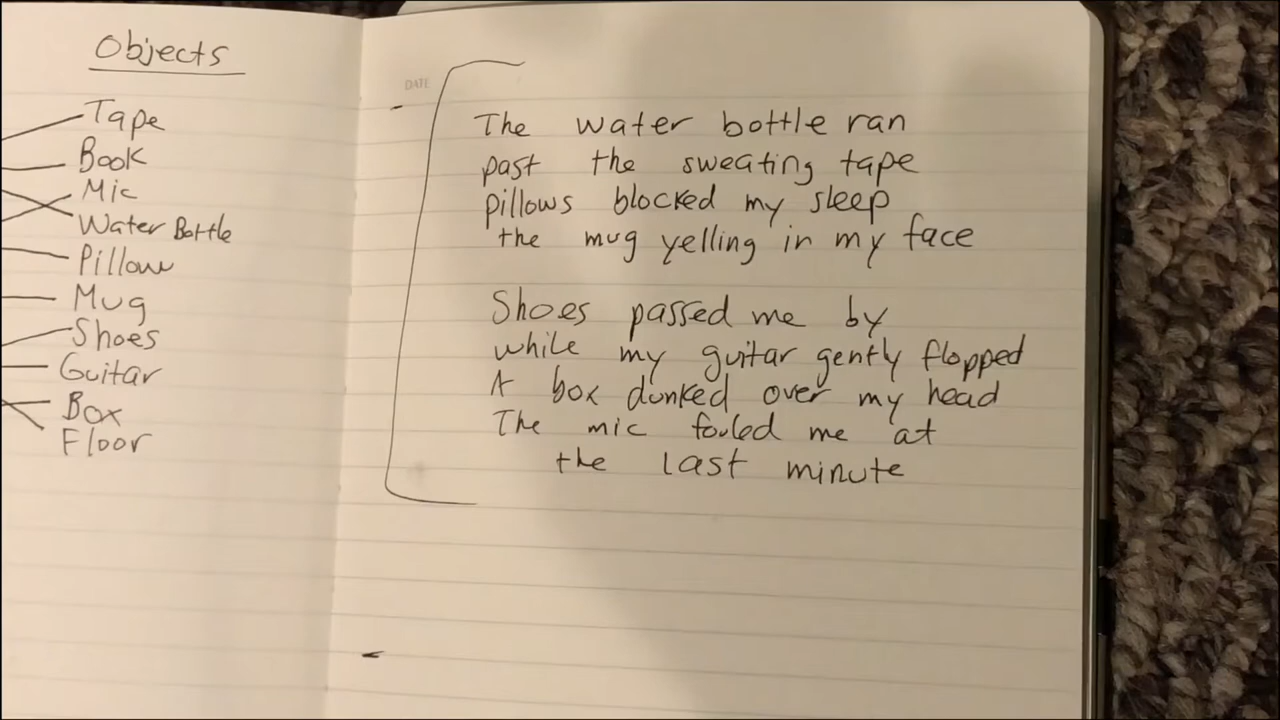 Objects
Tape
Book
Mic
Water Bottle
Pillow
Mug
Shoes
Guitar
Box
Floor
DATE
The water bottle ran
past the sweating tape
pillows blocked my sleep
the mug yelling in my face
Shoes passed me by
while my guitar gently flopped
A box dunked over my head
The mic fouled me at
the last minute